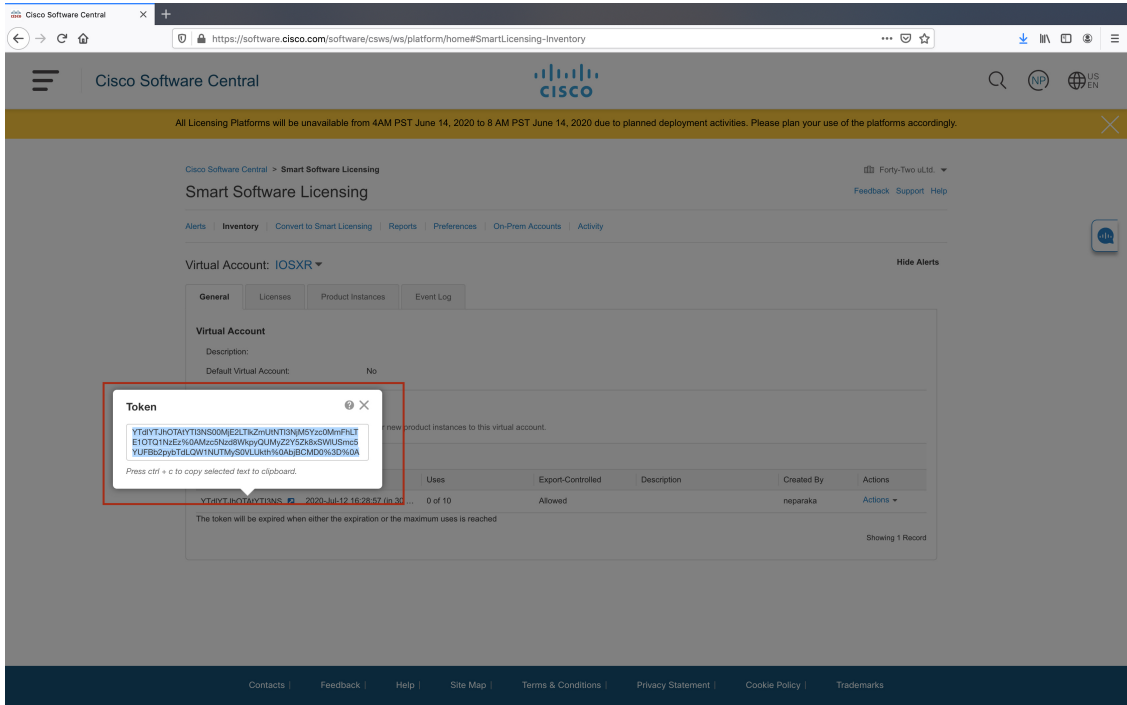 Cisco Software Central
https://software.cisco.com/software/csws/ws/platform/home#SmartLicensing-Inventory
Cisco Software Central
CISCO
NP
US
EN
All Licensing Platforms will be unavailable from 4AM PST June 14, 2020 to 8 AM PST June 14, 2020 due to planned deployment activities. Please plan your use of the platforms accordingly.
Cisco Software Central > Smart Software Licensing
Forty-Two uLtd.
Smart Software Licensing
Feedback Support Help
Alerts | Inventory | Convert to Smart Licensing | Reports | Preferences | On-Prem Accounts | Activity
Virtual Account: IOSXR
Hide Alerts
General Licenses Product Instances Event Log
Virtual Account
Description:
Default Virtual Account: No
Token
new product instances to this virtual account.
Press ctrl + c to copy selected text to clipboard.
Uses Export-Controlled Description Created By Actions
2020-Jul-12 16:28:57 (in 30 ... 0 of 10 Allowed neparaka Actions
The token will be expired when either the expiration or the maximum uses is reached
Showing 1 Record
Contacts | Feedback | Help | Site Map | Terms & Conditions | Privacy Statement | Cookie Policy | Trademarks